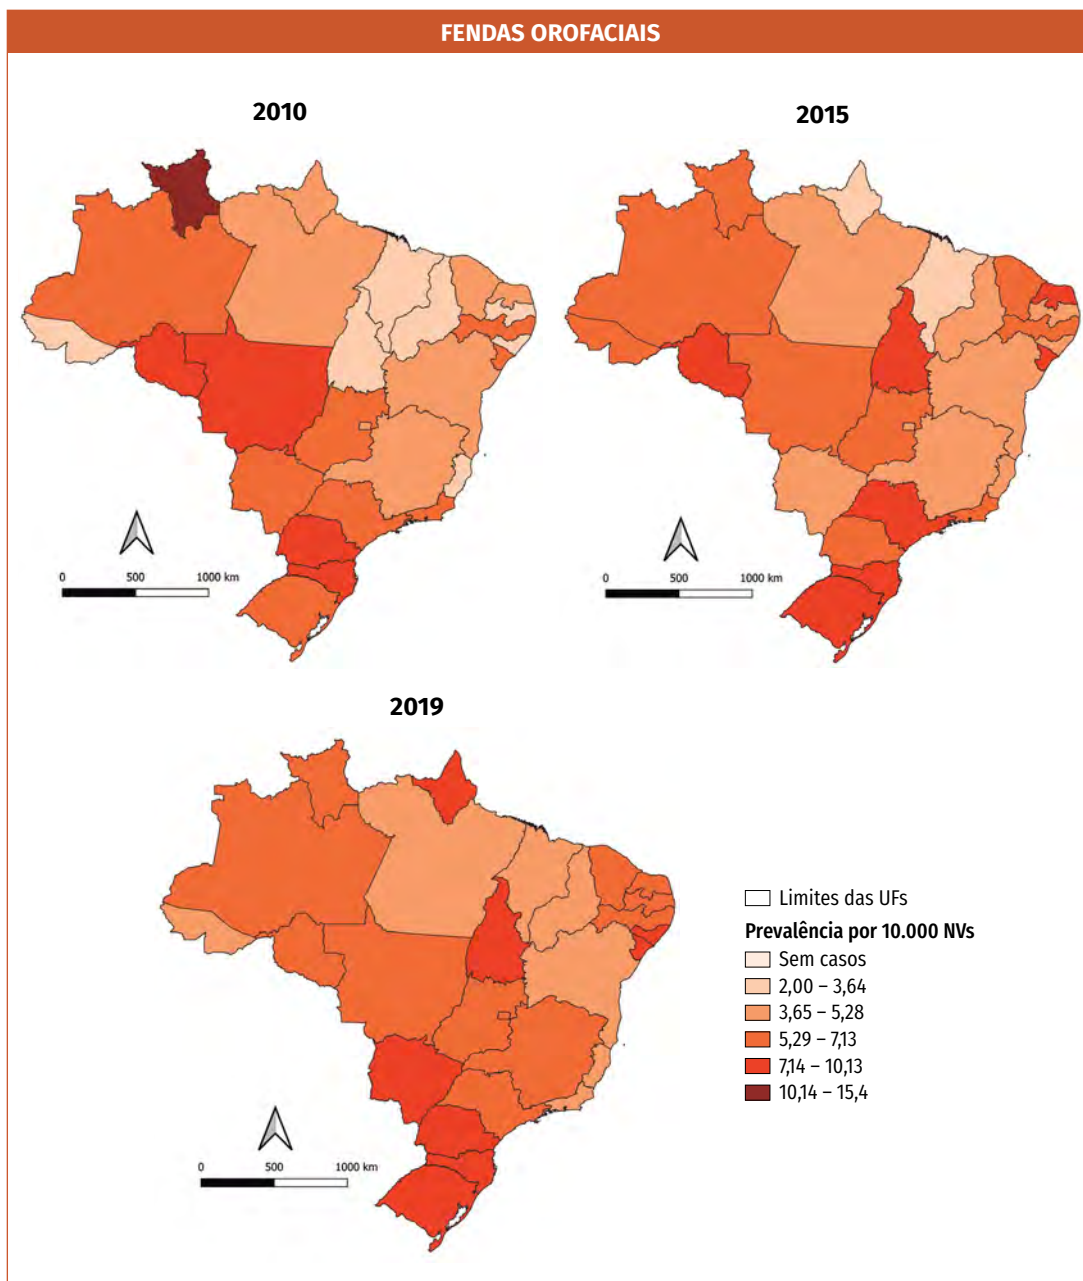 FENDAS OROFACIAIS
2010
2015
0 500 1000 km
0 500 1000 km
2019
0 500 1000 km
Limites das UFs
Prevalência por 10.000 NVs
Sem casos
2,00 – 3,64
3,65 – 5,28
5,29 – 7,13
7,14 – 10,13
10,14 – 15,4